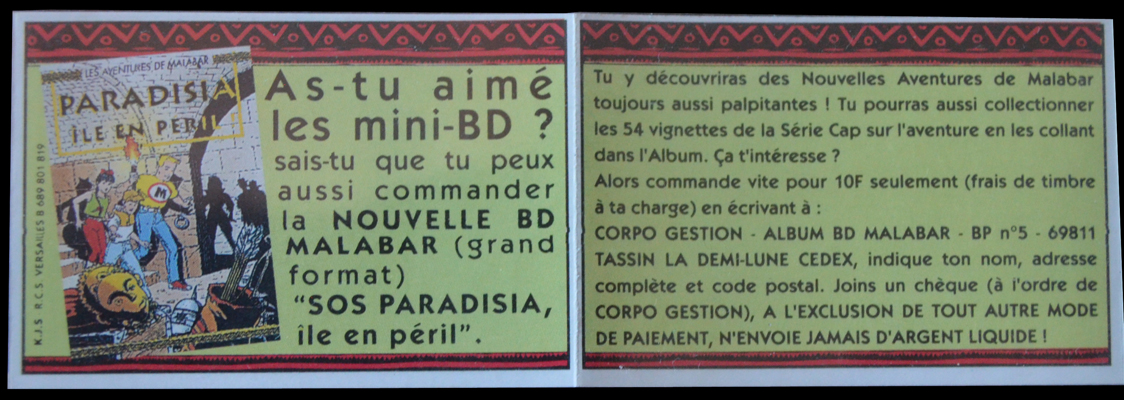 LES AVENTURES DE MALABAR
PARADISIA
ÎLE EN PERIL
M
K.J.S R.C.S. VERSAILLES B 689 801 819
As-tu aimé
les mini-BD ?
sais-tu que tu peux
aussi commander
la NOUVELLE BD
MALABAR (grand
format)
“SOS PARADISIA,
île en péril”.
Tu y découvriras des Nouvelles Aventures de Malabar
toujours aussi palpitantes ! Tu pourras aussi collectionner
les 54 vignettes de la Série Cap sur l'aventure en les collant
dans l'Album. Ça t'intéresse ?
Alors commande vite pour 10F seulement (frais de timbre
à ta charge) en écrivant à :
CORPO GESTION - ALBUM BD MALABAR - BP n°5 - 69811
TASSIN LA DEMI-LUNE CEDEX, indique ton nom, adresse
complète et code postal. Joins un chèque (à l'ordre de
CORPO GESTION), A L'EXCLUSION DE TOUT AUTRE MODE
DE PAIEMENT, N'ENVOIE JAMAIS D'ARGENT LIQUIDE !